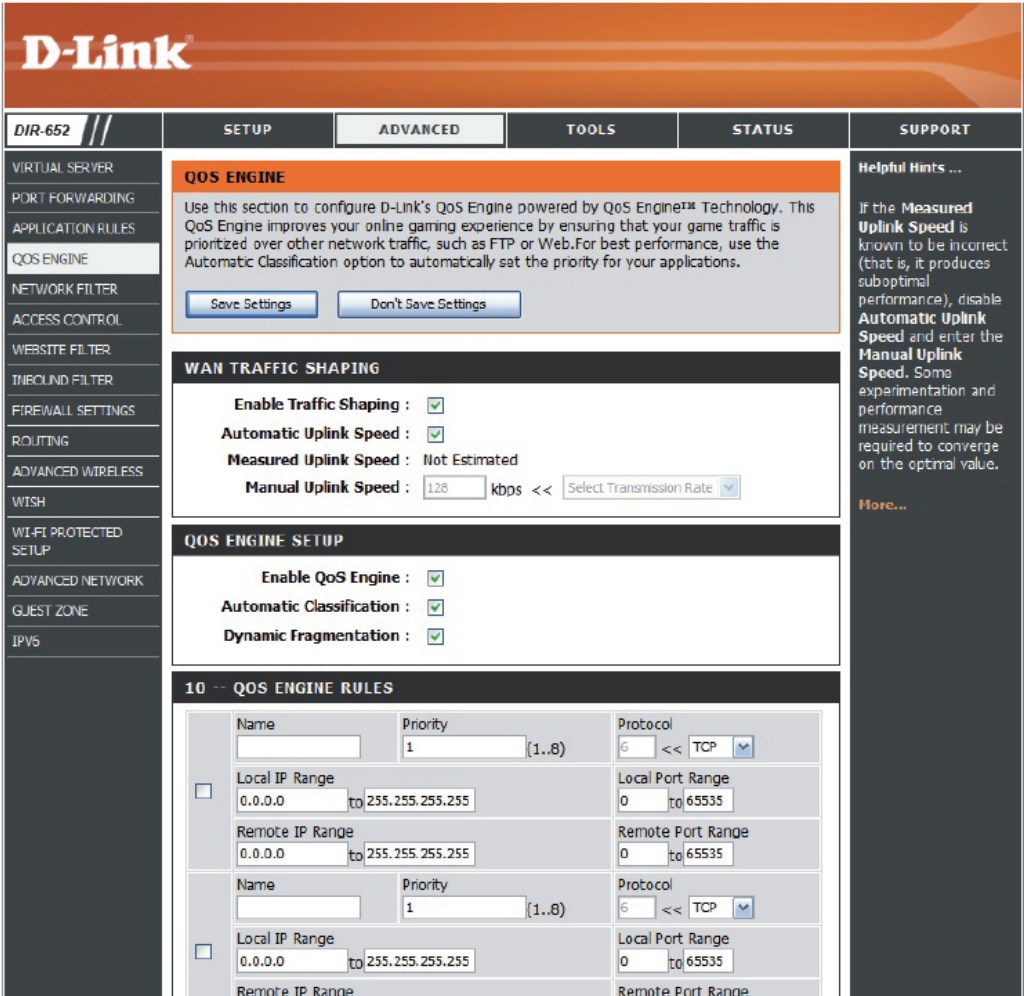 D-Link®
DIR-652
SETUP
ADVANCED
TOOLS
STATUS
SUPPORT
VIRTUAL SERVER
PORT FORWARDING
APPLICATION RULES
QOS ENGINE
NETWORK FILTER
ACCESS CONTROL
WEBSITE FILTER
INBOUND FILTER
FIREWALL SETTINGS
ROUTING
ADVANCED WIRELESS
WISH
WI-FI PROTECTED
SETUP
ADVANCED NETWORK
GUEST ZONE
IPV6
QOS ENGINE
Use this section to configure D-Link's QoS Engine powered by QoS Engine™ Technology. This
QoS Engine improves your online gaming experience by ensuring that your game traffic is
prioritized over other network traffic, such as FTP or Web.For best performance, use the
Automatic Classification option to automatically set the priority for your applications.
Save Settings
Don't Save Settings
WAN TRAFFIC SHAPING
Enable Traffic Shaping :
Automatic Uplink Speed :
Measured Uplink Speed : Not Estimated
Manual Uplink Speed : 128 kbps << Select Transmission Rate
QOS ENGINE SETUP
Enable QoS Engine :
Automatic Classification :
Dynamic Fragmentation :
10 -- QOS ENGINE RULES
Name Priority Protocol
1 (1..8) 6 << TCP
Local IP Range Local Port Range
0.0.0.0 to 255.255.255.255 0 to 65535
Remote IP Range Remote Port Range
0.0.0.0 to 255.255.255.255 0 to 65535
Name Priority Protocol
1 (1..8) 6 << TCP
Local IP Range Local Port Range
0.0.0.0 to 255.255.255.255 0 to 65535
Remote IP Range Remote Port Range
Helpful Hints ...
If the Measured
Uplink Speed is
known to be incorrect
(that is, it produces
suboptimal
performance), disable
Automatic Uplink
Speed and enter the
Manual Uplink
Speed. Some
experimentation and
performance
measurement may be
required to converge
on the optimal value.
More...